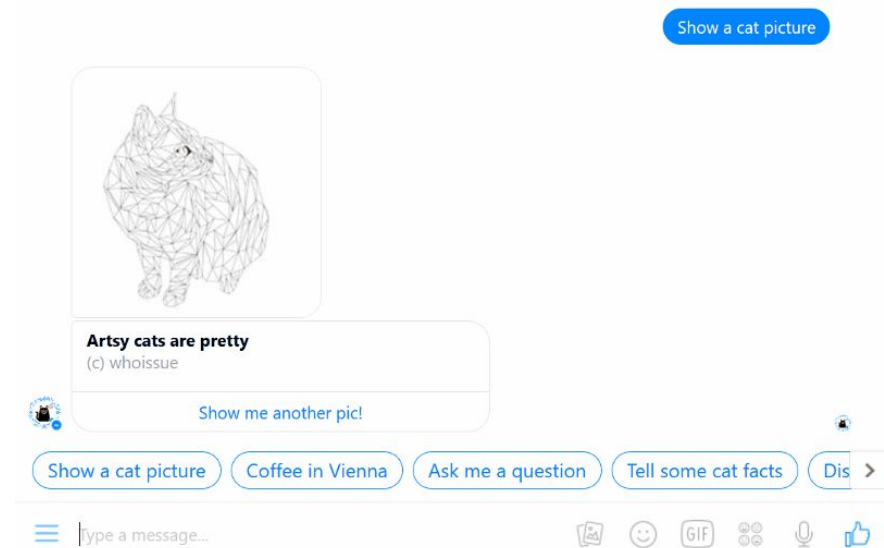 Show a cat picture
Artsy cats are pretty
(c) whoissue
Show me another pic!
Show a cat picture
Coffee in Vienna
Ask me a question
Tell some cat facts
Dis
Type a message...
GIF